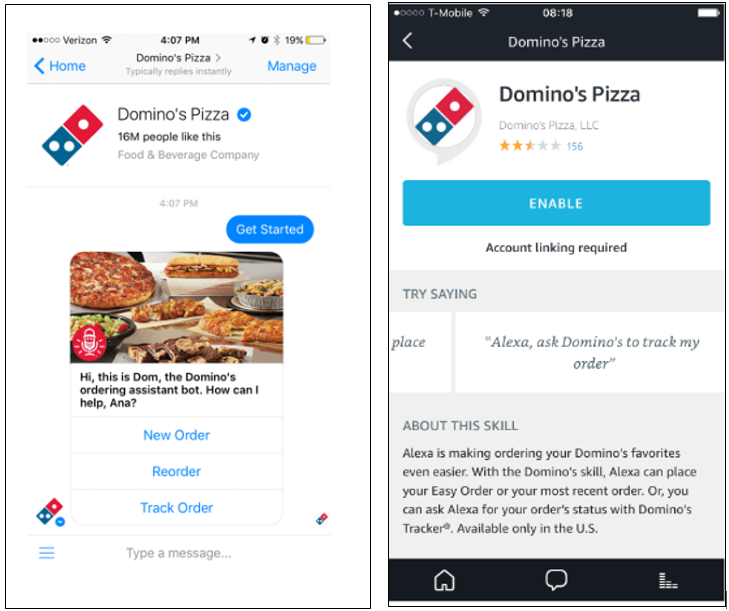 ●●○○○ Verizon 4:07 PM 19%
Home
Domino's Pizza >
Typically replies instantly
Manage
Domino's Pizza
16M people like this
Food & Beverage Company
4:07 PM
Get Started
Hi, this is Dom, the Domino's
ordering assistant bot. How can I
help, Ana?
New Order
Reorder
Track Order
Type a message...
●○○○○ T-Mobile 08:18
Domino's Pizza
Domino's Pizza
Domino's Pizza, LLC
156
ENABLE
Account linking required
TRY SAYING
place
"Alexa, ask Domino's to track my
order"
ABOUT THIS SKILL
Alexa is making ordering your Domino's favorites
even easier. With the Domino's skill, Alexa can place
your Easy Order or your most recent order. Or, you
can ask Alexa for your order's status with Domino's
Tracker®. Available only in the U.S.